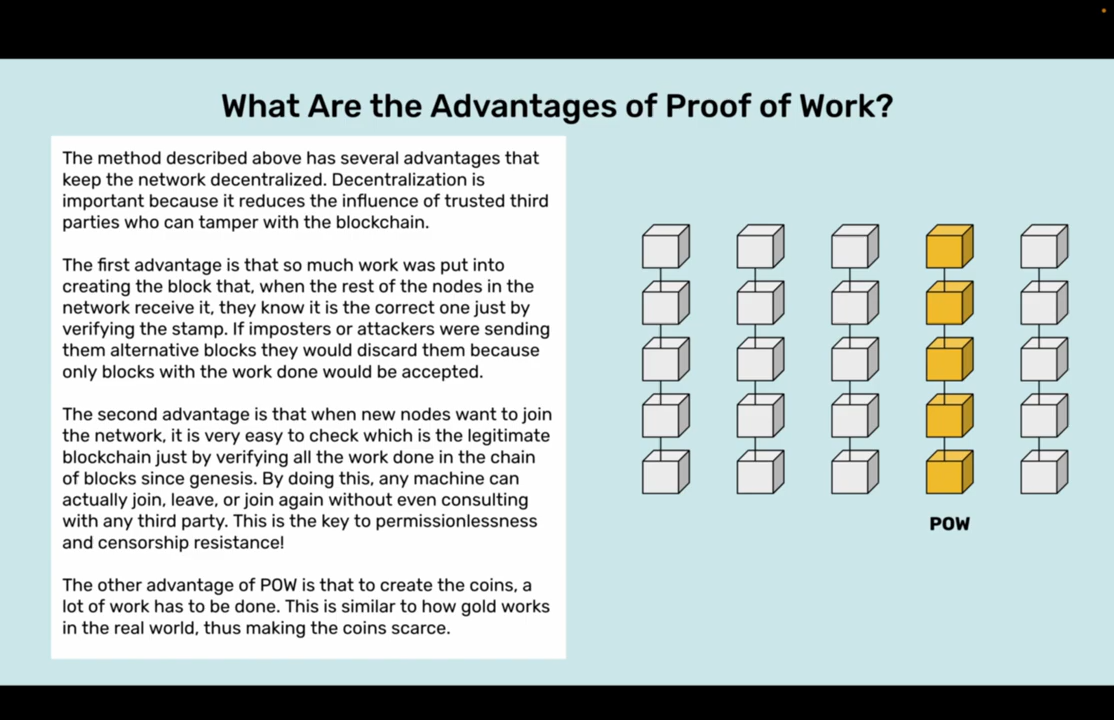 What Are the Advantages of Proof of Work?
The method described above has several advantages that
keep the network decentralized. Decentralization is
important because it reduces the influence of trusted third
parties who can tamper with the blockchain.
The first advantage is that so much work was put into
creating the block that, when the rest of the nodes in the
network receive it, they know it is the correct one just by
verifying the stamp. If imposters or attackers were sending
them alternative blocks they would discard them because
only blocks with the work done would be accepted.
The second advantage is that when new nodes want to join
the network, it is very easy to check which is the legitimate
blockchain just by verifying all the work done in the chain
of blocks since genesis. By doing this, any machine can
actually join, leave, or join again without even consulting
with any third party. This is the key to permissionlessness
and censorship resistance!
The other advantage of POW is that to create the coins, a
lot of work has to be done. This is similar to how gold works
in the real world, thus making the coins scarce.
POW